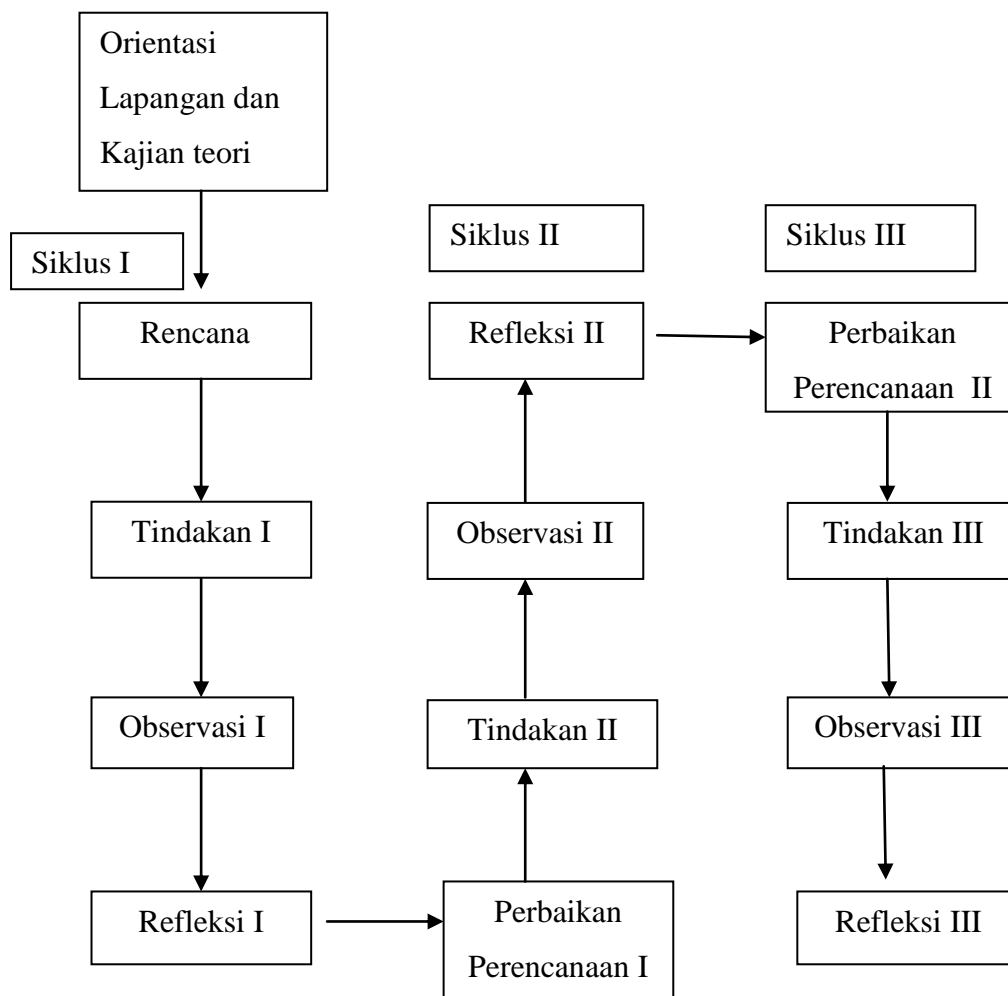 Orientasi
Lapangan dan
Kajian teori
Siklus I
Rencana
Tindakan I
Observasi I
Refleksi I
Siklus II
Refleksi II
Observasi II
Tindakan II
Perbaikan
Perencanaan I
Siklus III
Perbaikan
Perencanaan II
Tindakan III
Observasi III
Refleksi III